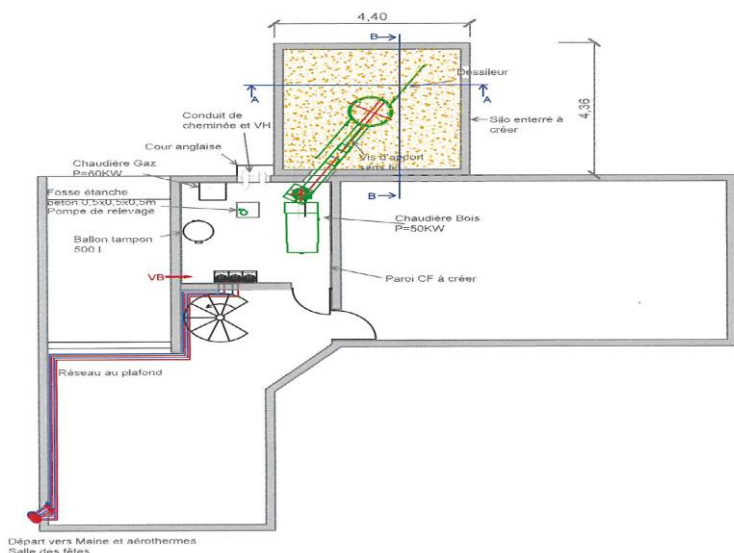 4,40
B
Dessileur
A
A
4,36
Conduit de
cheminée et VH
Silo enterré à
créer
Cour anglaise
Vis d'apport
Chaudière Gaz
P=60KW
B
Fosse étanche
béton 0,5x0,5x0,5m
Pompe de relevage
Chaudière Bois
P=50KW
Ballon tampon
500 l
VB
Paroi CF à créer
Réseau au plafond
Départ vers Mairie et aérothermes
Salle des fêtes